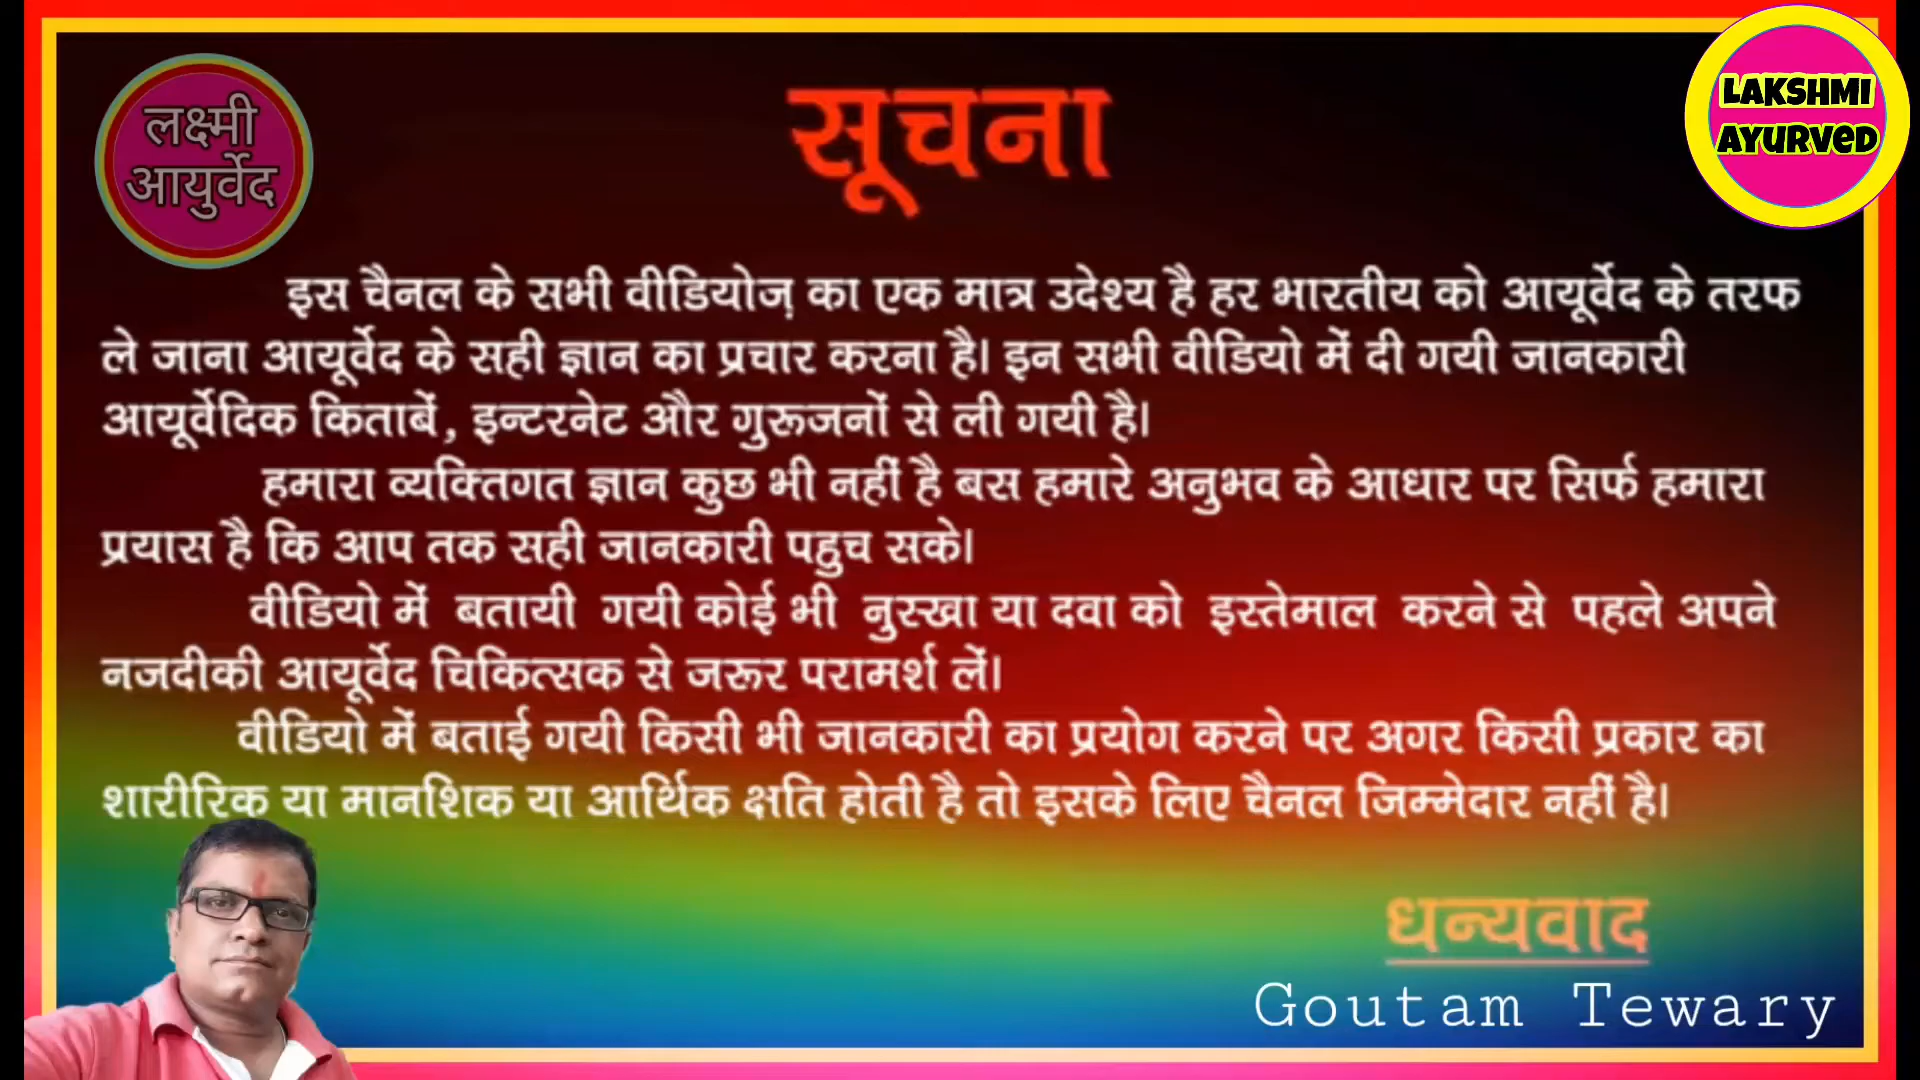 लक्ष्मी
आयुर्वेद
LAKSHMI
AYURVED
सूचना
इस चैनल के सभी वीडियोज़ का एक मात्र उदेश्य है हर भारतीय को आयूर्वेद के तरफ
ले जाना आयूर्वेद के सही ज्ञान का प्रचार करना है। इन सभी वीडियो में दी गयी जानकारी
आयूर्वेदिक किताबें, इन्टरनेट और गुरूजनों से ली गयी है।
हमारा व्यक्तिगत ज्ञान कुछ भी नहीं है बस हमारे अनुभव के आधार पर सिर्फ हमारा
प्रयास है कि आप तक सही जानकारी पहुच सके।
वीडियो में बतायी गयी कोई भी नुस्खा या दवा को इस्तेमाल करने से पहले अपने
नजदीकी आयूर्वेद चिकित्सक से जरूर परामर्श लें।
वीडियो में बताई गयी किसी भी जानकारी का प्रयोग करने पर अगर किसी प्रकार का
शारीरिक या मानशिक या आर्थिक क्षति होती है तो इसके लिए चैनल जिम्मेदार नहीं है।
धन्यवाद
Goutam Tewary